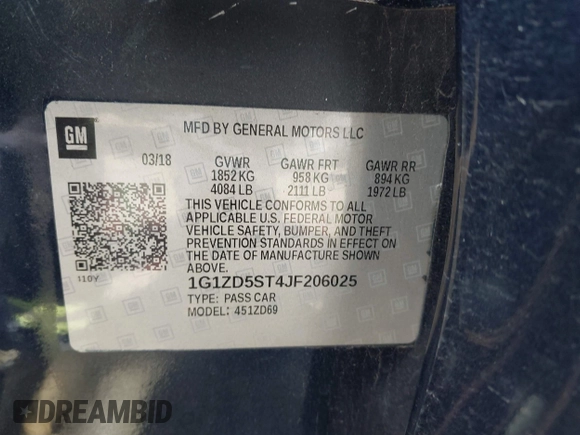 GM
MFD BY GENERAL MOTORS LLC
03/18 GVWR GAWR FRT GAWR RR
1852 KG 958 KG 894 KG
4084 LB 2111 LB 1972 LB
THIS VEHICLE CONFORMS TO ALL
APPLICABLE U.S. FEDERAL MOTOR
VEHICLE SAFETY, BUMPER, AND THEFT
PREVENTION STANDARDS IN EFFECT ON
THE DATE OF MANUFACTURE SHOWN
ABOVE.
110V
1G1ZD5ST4JF206025
TYPE: PASS CAR
MODEL: 451ZD69
DREAMBID